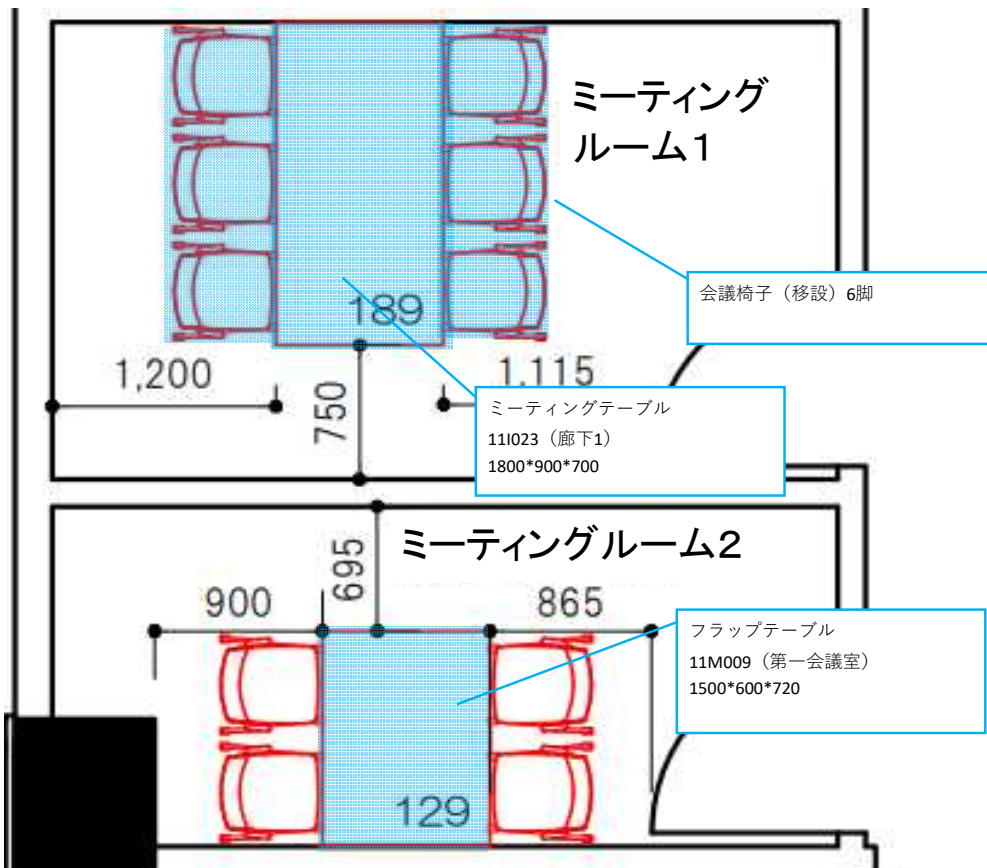 ミーティング
ルーム１
189
会議椅子（移設）6脚
1,200
750
1,115
ミーティングテーブル
11I023（廊下1）
1800*900*700
ミーティングルーム２
695
900
865
フラップテーブル
11M009（第一会議室）
1500*600*720
129